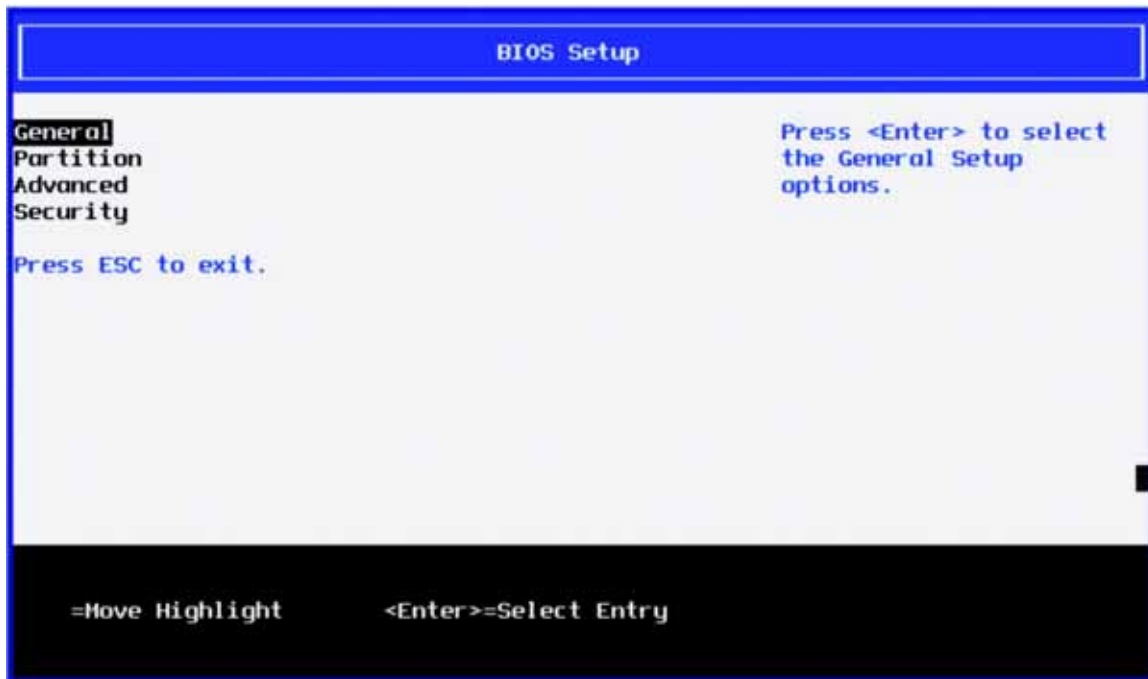 BIOS Setup
General
Partition
Advanced
Security
Press ESC to exit.
Press <Enter> to select
the General Setup
options.
=Move Highlight <Enter>=Select Entry